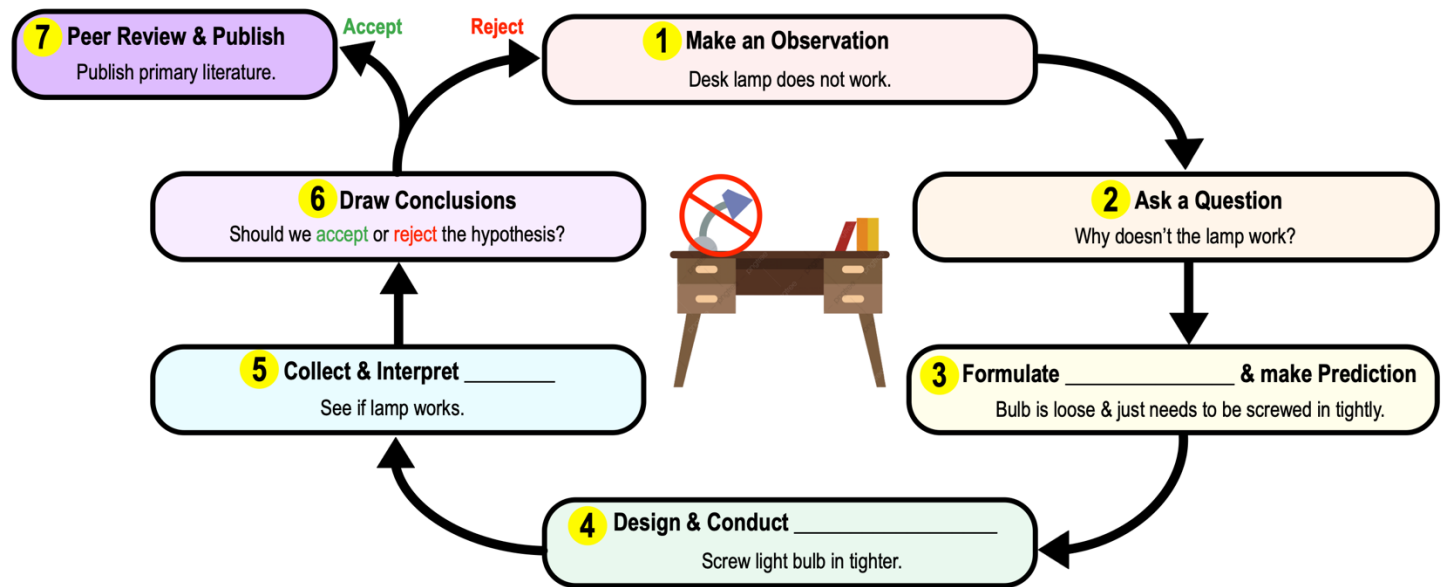 1 Make an Observation
Desk lamp does not work.
2 Ask a Question
Why doesn't the lamp work?
3 Formulate _______________ & make Prediction
Bulb is loose & just needs to be screwed in tightly.
4 Design & Conduct __________________
Screw light bulb in tighter.
5 Collect & Interpret ________
See if lamp works.
6 Draw Conclusions
Should we accept or reject the hypothesis?
Accept
Reject
7 Peer Review & Publish
Publish primary literature.